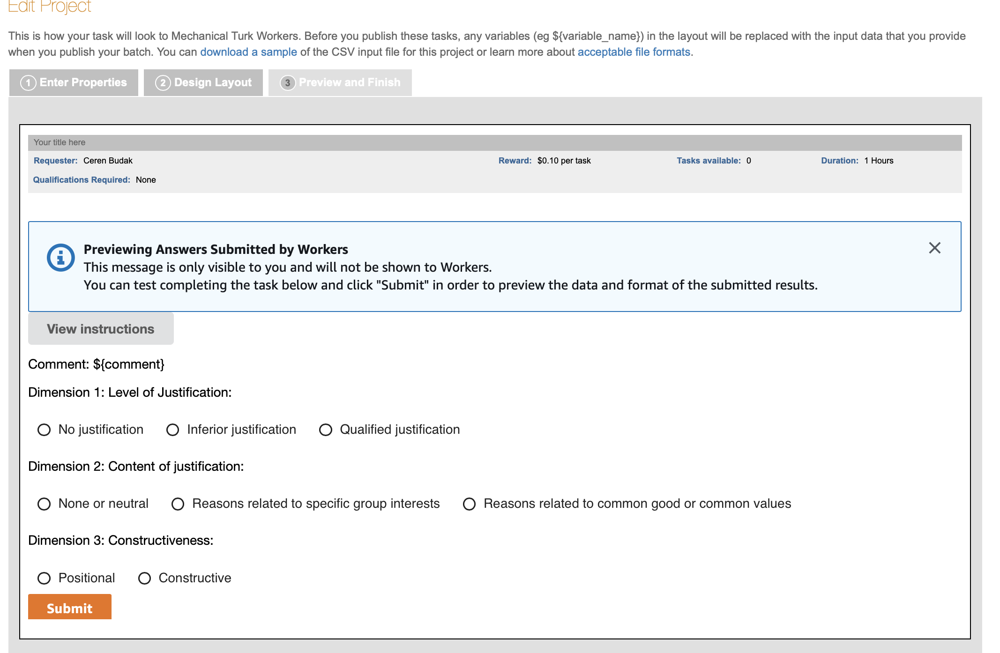 Edit Project
This is how your task will look to Mechanical Turk Workers. Before you publish these tasks, any variables (eg ${variable_name}) in the layout will be replaced with the input data that you provide
when you publish your batch. You can download a sample of the CSV input file for this project or learn more about acceptable file formats.
1 Enter Properties 2 Design Layout 3 Preview and Finish
Your title here
Requester: Ceren Budak Reward: $0.10 per task Tasks available: 0 Duration: 1 Hours
Qualifications Required: None
Previewing Answers Submitted by Workers
This message is only visible to you and will not be shown to Workers.
You can test completing the task below and click "Submit" in order to preview the data and format of the submitted results.
View instructions
Comment: ${comment}
Dimension 1: Level of Justification:
No justification Inferior justification Qualified justification
Dimension 2: Content of justification:
None or neutral Reasons related to specific group interests Reasons related to common good or common values
Dimension 3: Constructiveness:
Positional Constructive
Submit